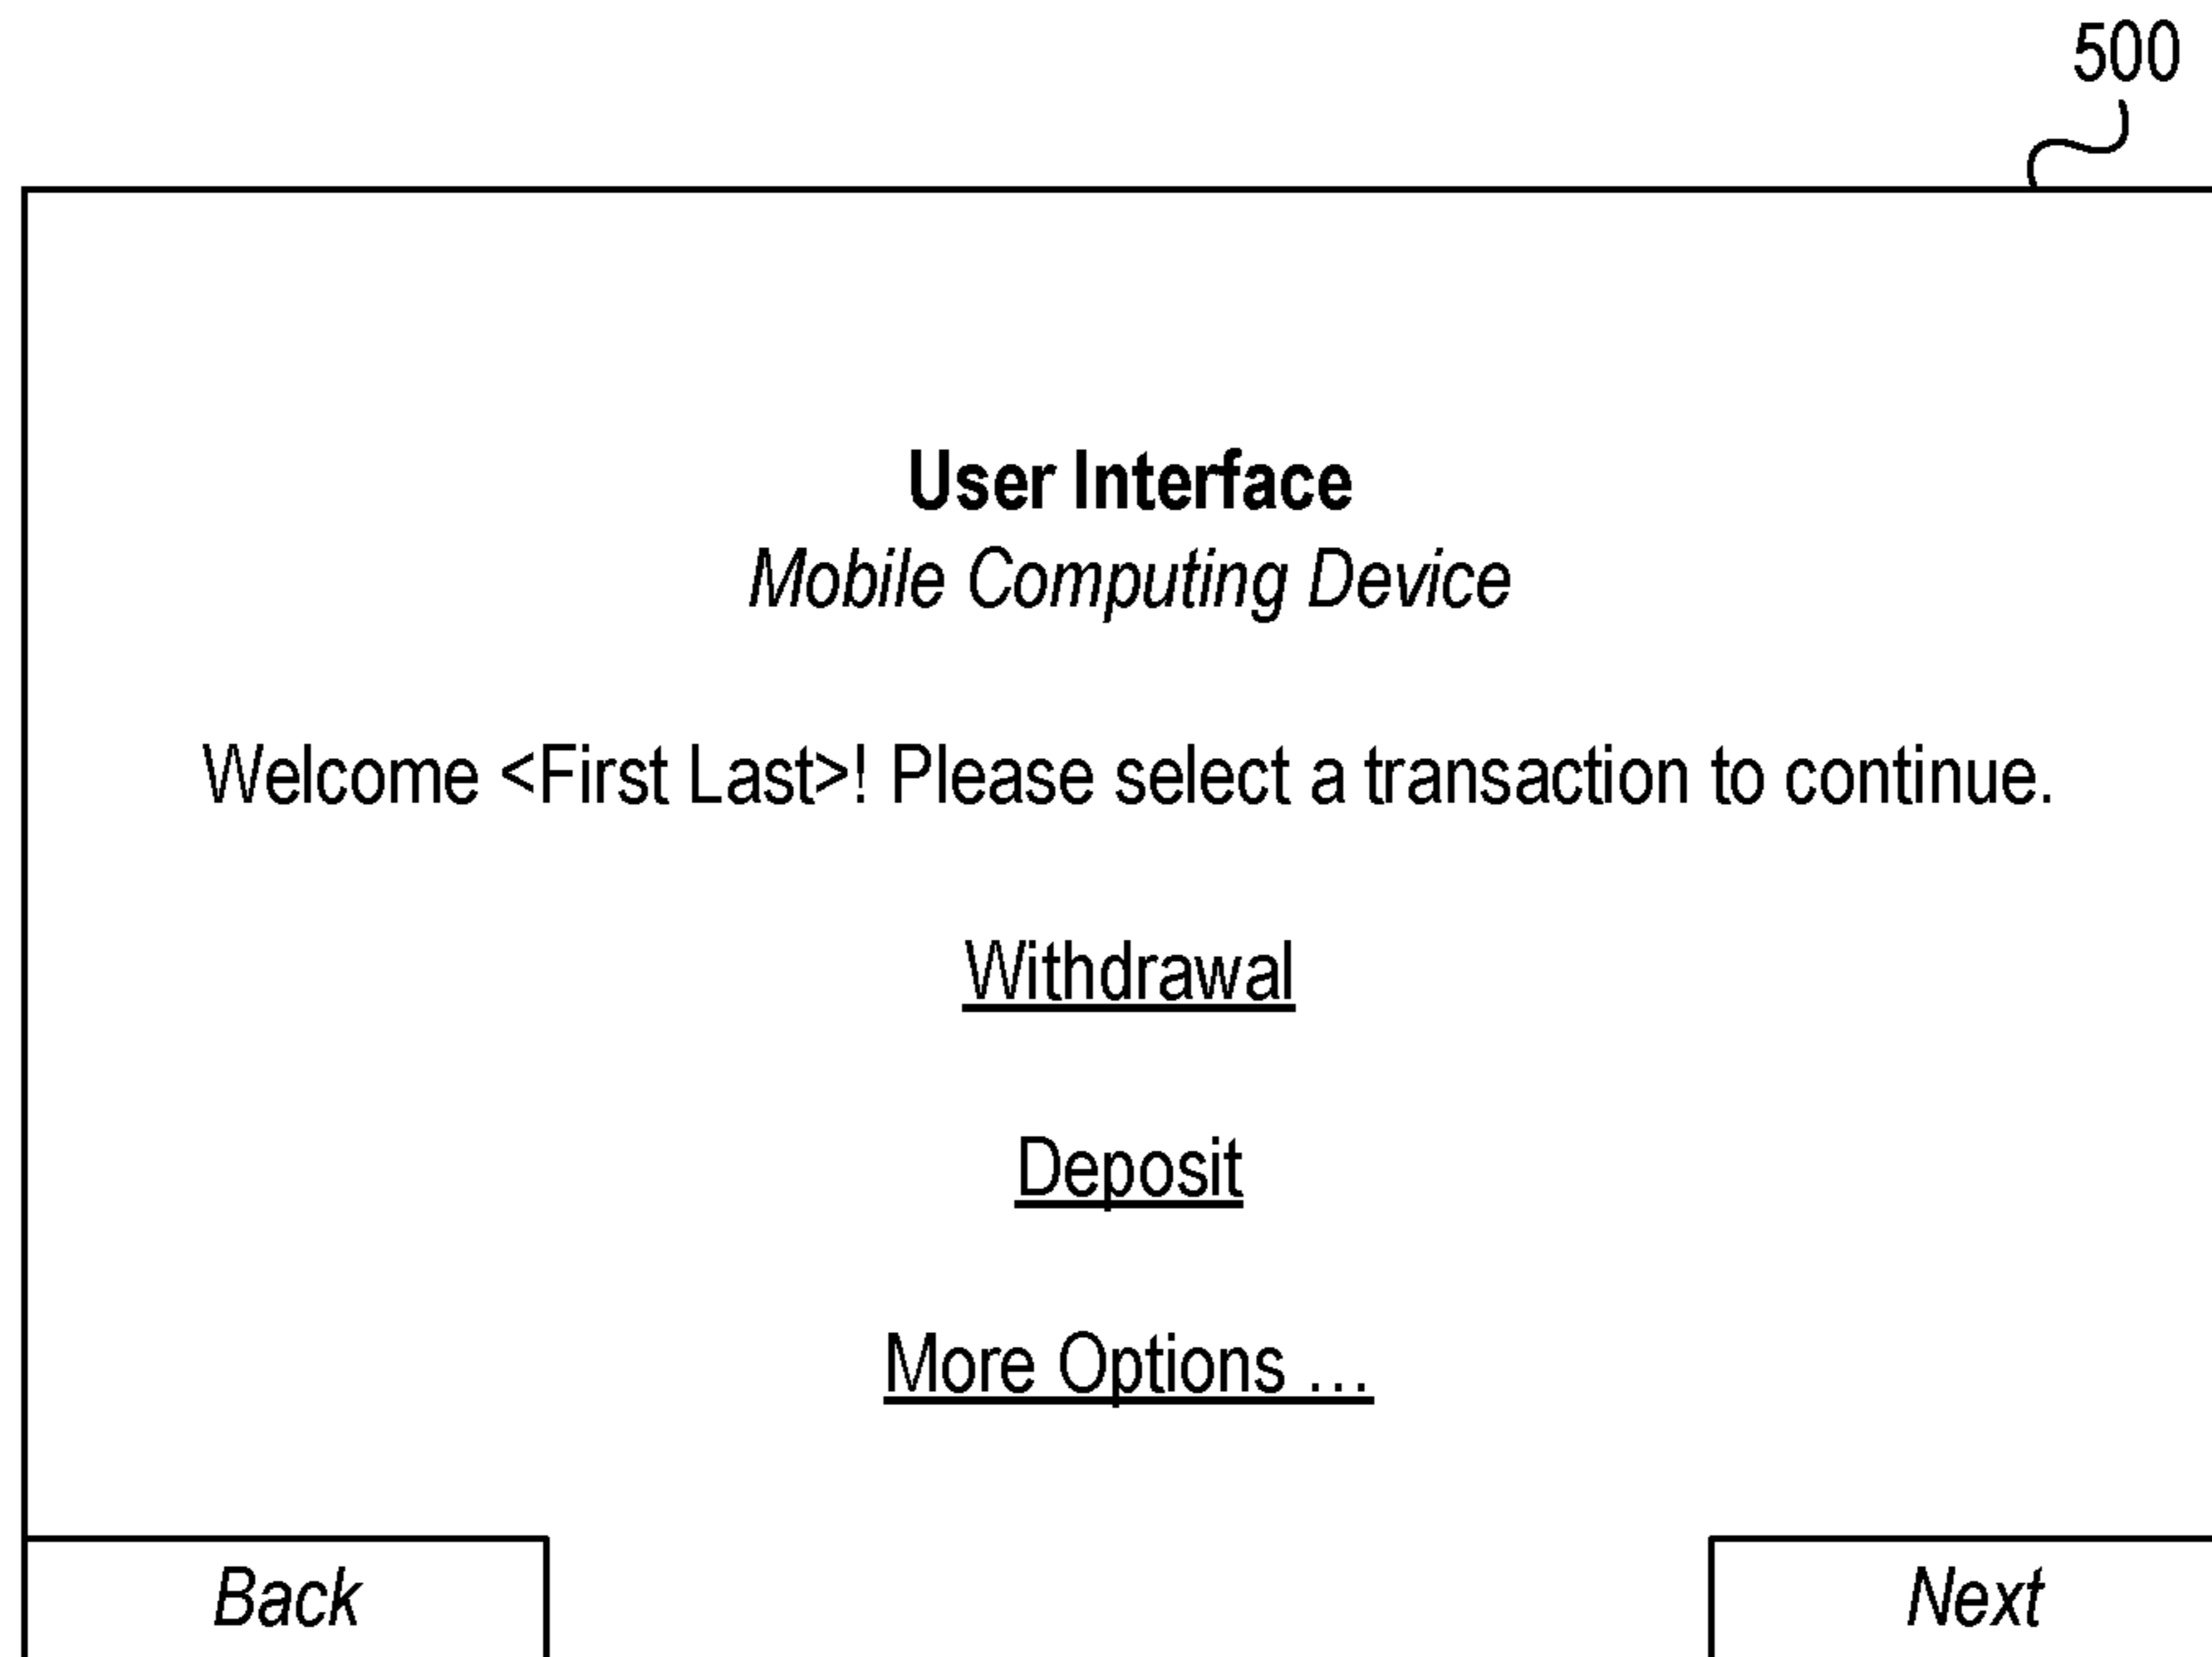 500
User Interface
Mobile Computing Device
Welcome <First Last>! Please select a transaction to continue.
Withdrawal
Deposit
More Options ...
Back
Next